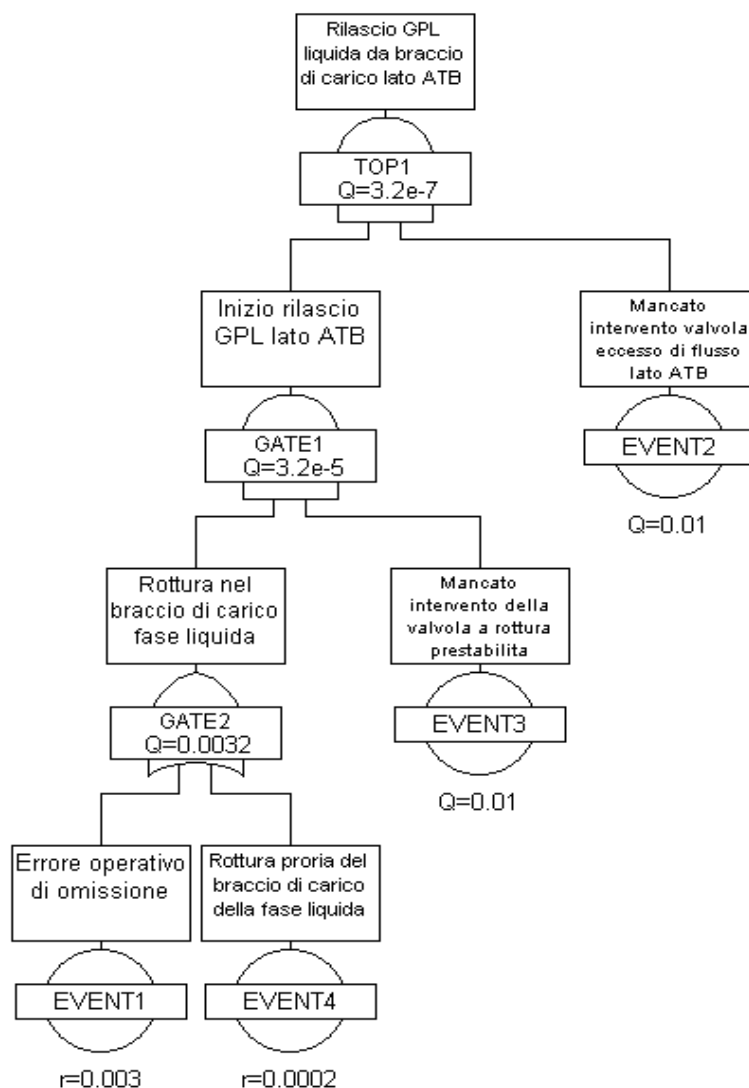 Rilascio GPL
liquida da braccio
di carico lato ATB
TOP1
Q=3.2e-7
Inizio rilascio
GPL lato ATB
Mancato
intervento valvola
eccesso di flusso
lato ATB
GATE1
Q=3.2e-5
EVENT2
Q=0.01
Rottura nel
braccio di carico
fase liquida
Mancato
intervento della
valvola a rottura
prestabilita
GATE2
Q=0.0032
EVENT3
Q=0.01
Errore operativo
di omissione
Rottura proria del
braccio di carico
della fase liquida
EVENT1
r=0.003
EVENT4
r=0.0002